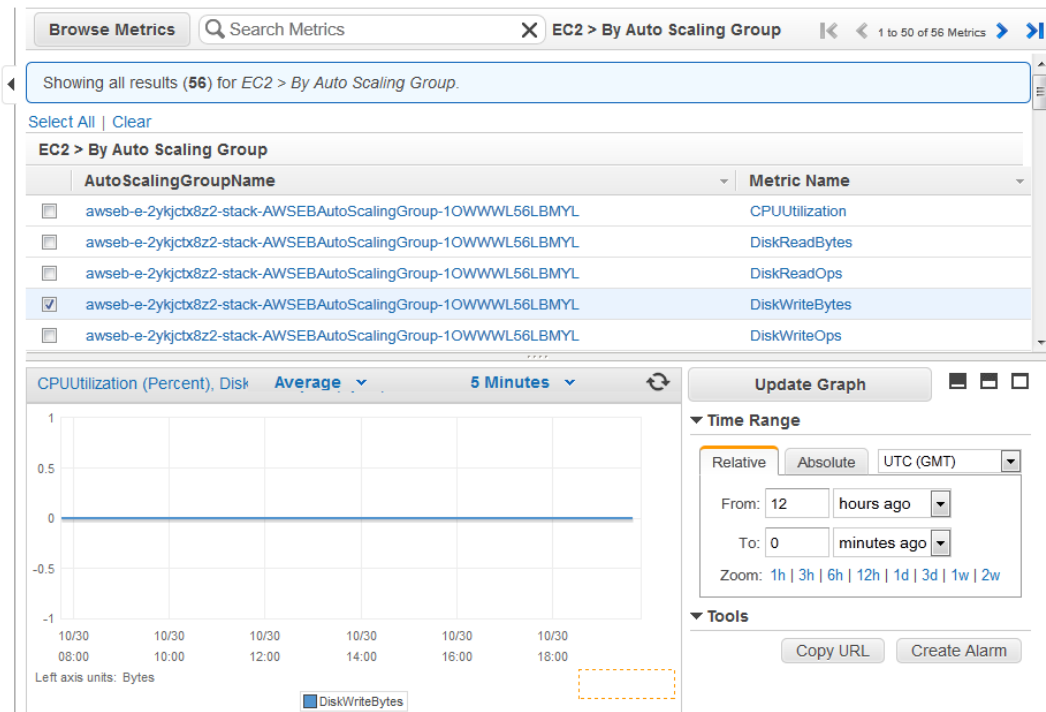 Browse Metrics Search Metrics X EC2 > By Auto Scaling Group 1 to 50 of 56 Metrics
Showing all results (56) for EC2 > By Auto Scaling Group.
Select All | Clear
EC2 > By Auto Scaling Group
AutoScalingGroupName Metric Name
awseb-e-2ykjctx8z2-stack-AWSEBAutoScalingGroup-1OWWWL56LBMYL CPUUtilization
awseb-e-2ykjctx8z2-stack-AWSEBAutoScalingGroup-1OWWWL56LBMYL DiskReadBytes
awseb-e-2ykjctx8z2-stack-AWSEBAutoScalingGroup-1OWWWL56LBMYL DiskReadOps
awseb-e-2ykjctx8z2-stack-AWSEBAutoScalingGroup-1OWWWL56LBMYL DiskWriteBytes
awseb-e-2ykjctx8z2-stack-AWSEBAutoScalingGroup-1OWWWL56LBMYL DiskWriteOps
CPUUtilization (Percent), Disk Average 5 Minutes
1
0.5
0
-0.5
-1
10/30 10/30 10/30 10/30 10/30 10/30
08:00 10:00 12:00 14:00 16:00 18:00
Left axis units: Bytes
DiskWriteBytes
Update Graph
Time Range
Relative Absolute UTC (GMT)
From: 12 hours ago
To: 0 minutes ago
Zoom: 1h | 3h | 6h | 12h | 1d | 3d | 1w | 2w
Tools
Copy URL Create Alarm